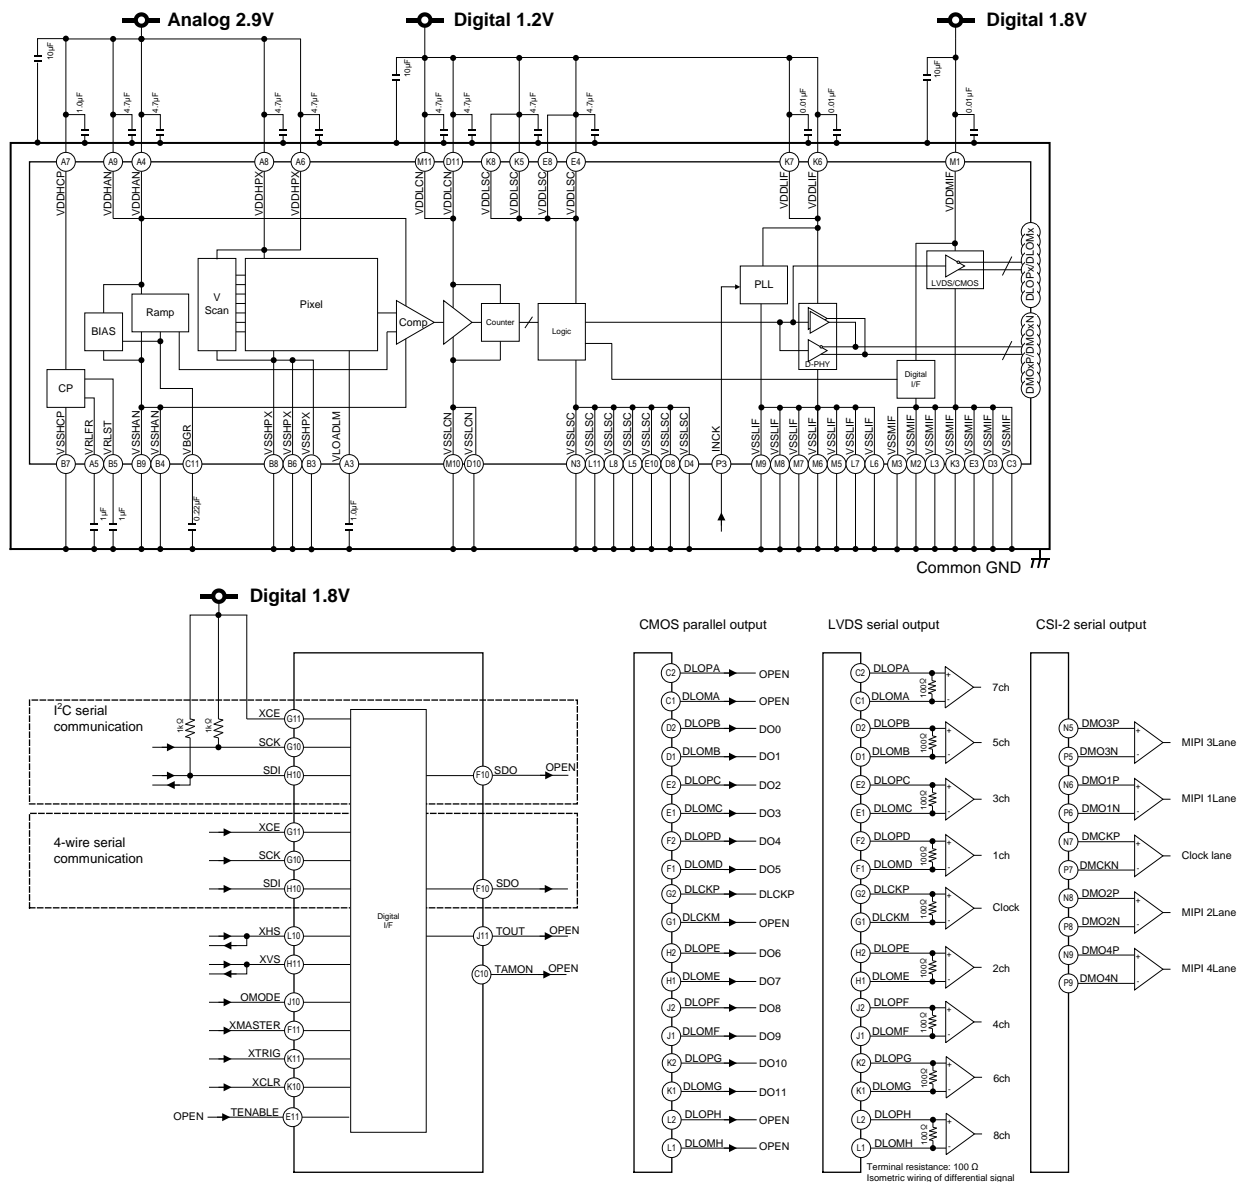 Analog 2.9V
Digital 1.2V
Digital 1.8V
10µF
1.0µF
4.7µF
4.7µF
4.7µF
4.7µF
10µF
4.7µF
4.7µF
4.7µF
4.7µF
0.01µF
0.01µF
10µF
0.01µF
A7 A9 A4 A8 A6 M11 D11 K8 K5 E8 E4 K7 K6 M1
VDDHCP VDDHAN VDDHAN VDDHPX VDDHPX VDDLCN VDDLCN VDDLSC VDDLSC VDDLSC VDDLSC VDDLIF VDDLIF VDDMIF
BIAS
Ramp
V Scan
Pixel
Comp
Counter
Logic
PLL
LVDS/CMOS
D-PHY
Digital I/F
CP
DLOPx/DLOMx
DMOxP/DMOxN
VSSHCP VRLFR VRLST VSSHAN VSSHAN VBGR VSSHPX VSSHPX VSSHPX VLOADLM VSSLCN VSSLCN VSSLSC VSSLSC VSSLSC VSSLSC VSSLSC VSSLSC VSSLSC INCK VSSLIF VSSLIF VSSLIF VSSLIF VSSLIF VSSLIF VSSLIF VSSMIF VSSMIF VSSMIF VSSMIF VSSMIF VSSMIF VSSMIF
B7 A5 B5 B9 B4 C11 B8 B6 B3 A3 M10 D10 N3 L11 L8 L5 E10 D8 D4 P3 M9 M8 M7 M6 M5 L7 L6 M3 M2 L3 K3 E3 D3 C3
1µF
1µF
0.22µF
1.0µF
Common GND
Digital 1.8V
I²C serial
communication
1kΩ
1kΩ
XCE G11
SCK G10
SDI H10
F10 SDO OPEN
4-wire serial
communication
XCE G11
SCK G10
SDI H10
F10 SDO
Digital
I/F
XHS L10
XVS H11
J11 TOUT OPEN
C10 TAMON OPEN
OMODE J10
XMASTER F11
XTRIG K11
XCLR K10
OPEN TENABLE E11
CMOS parallel output
C2 DLOPA OPEN
C1 DLOMA OPEN
D2 DLOPB DO0
D1 DLOMB DO1
E2 DLOPC DO2
E1 DLOMC DO3
F2 DLOPD DO4
F1 DLOMD DO5
G2 DLCKP DLCKP
G1 DLCKM OPEN
H2 DLOPE DO6
H1 DLOME DO7
J2 DLOPF DO8
J1 DLOMF DO9
K2 DLOPG DO10
K1 DLOMG DO11
L2 DLOPH OPEN
L1 DLOMH OPEN
LVDS serial output
C2 DLOPA
100Ω + - 7ch
C1 DLOMA
D2 DLOPB
100Ω + - 5ch
D1 DLOMB
E2 DLOPC
100Ω + - 3ch
E1 DLOMC
F2 DLOPD
100Ω + - 1ch
F1 DLOMD
G2 DLCKP
100Ω + - Clock
G1 DLCKM
H2 DLOPE
100Ω + - 2ch
H1 DLOME
J2 DLOPF
100Ω + - 4ch
J1 DLOMF
K2 DLOPG
100Ω + - 6ch
K1 DLOMG
L2 DLOPH
100Ω + - 8ch
L1 DLOMH
Terminal resistance: 100 Ω
Isometric wiring of differential signal
CSI-2 serial output
N5 DMO3P
+ - MIPI 3Lane
P5 DMO3N
N6 DMO1P
+ - MIPI 1Lane
P6 DMO1N
N7 DMCKP
+ - Clock lane
P7 DMCKN
N8 DMO2P
+ - MIPI 2Lane
P8 DMO2N
N9 DMO4P
+ - MIPI 4Lane
P9 DMO4N